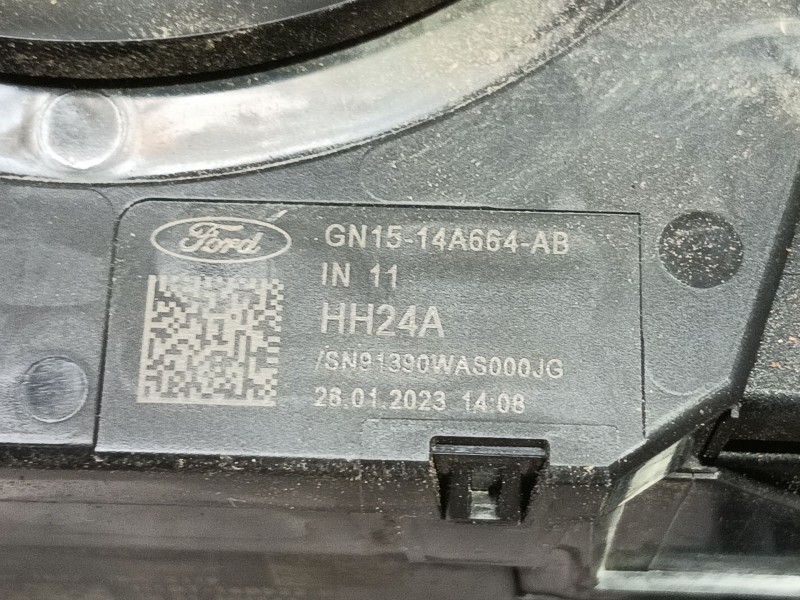 Ford
GN15-14A664-AB
IN 11
HH24A
/SN91390WAS000JG
28.01.2023 14:08